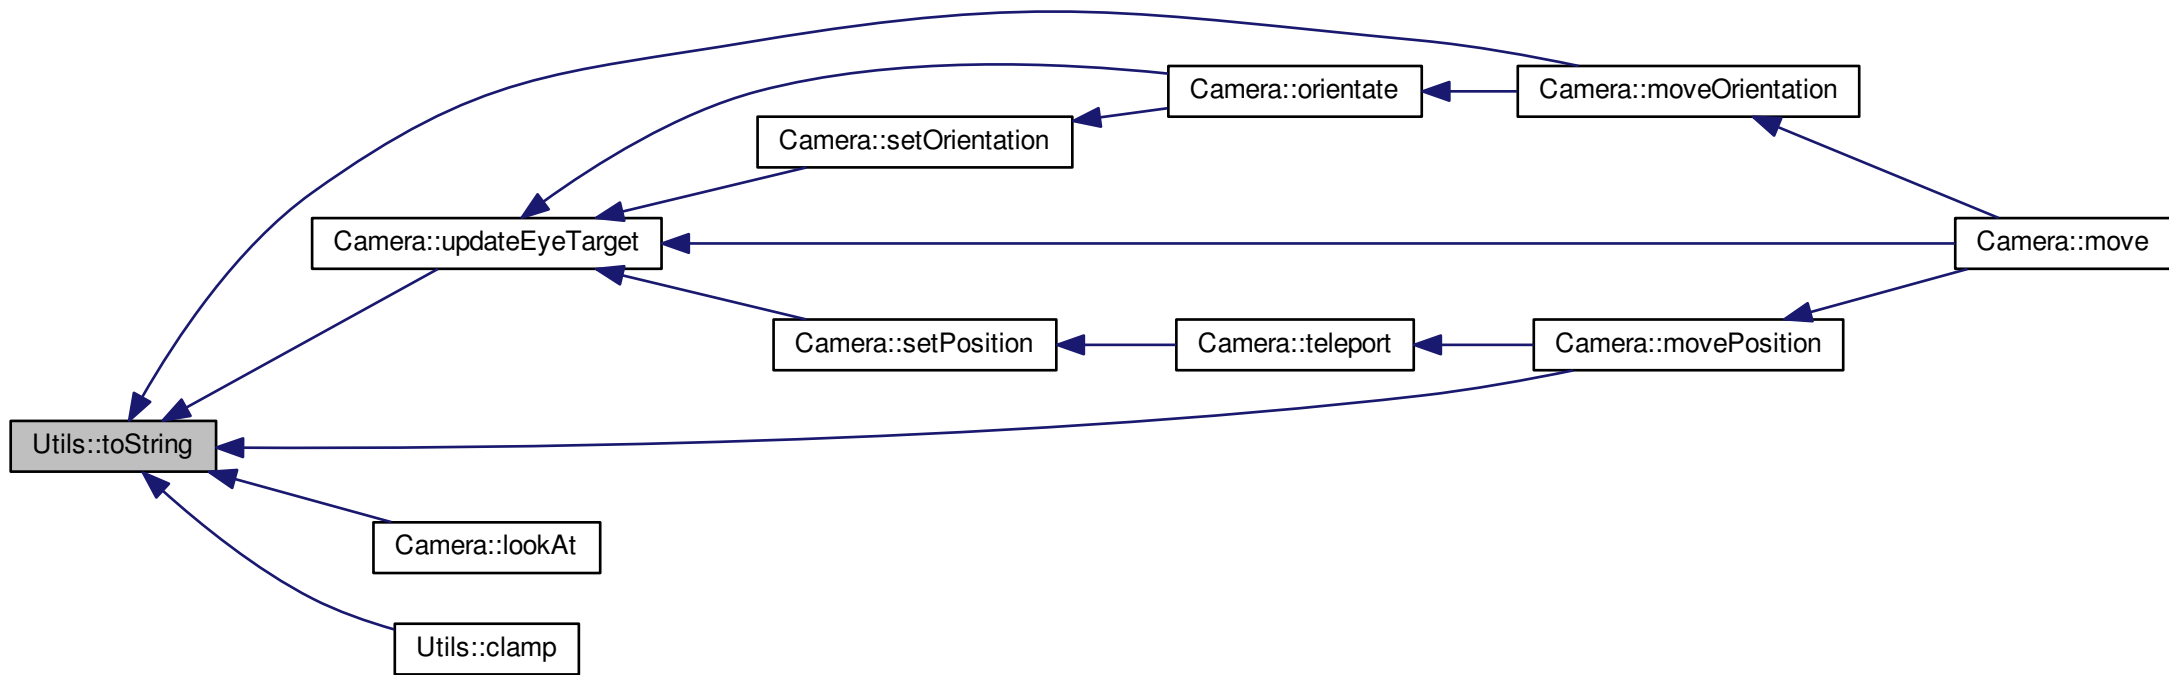 Camera::orientate
Camera::moveOrientation
Camera::setOrientation
Camera::updateEyeTarget
Camera::move
Camera::setPosition
Camera::teleport
Camera::movePosition
Utils::toString
Camera::lookAt
Utils::clamp